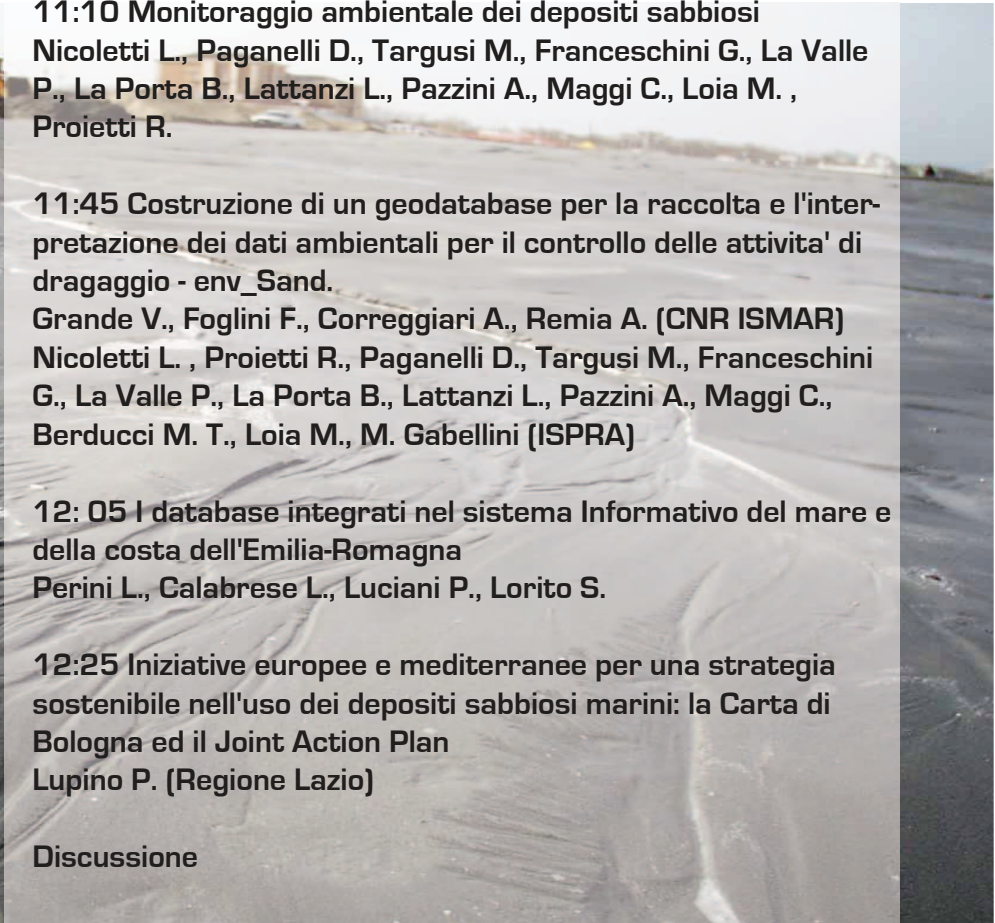 11:10 Monitoraggio ambientale dei depositi sabbiosi
Nicoletti L., Paganelli D., Targusi M., Franceschini G., La Valle
P., La Porta B., Lattanzi L., Pazzini A., Maggi C., Loia M. ,
Proietti R.
11:45 Costruzione di un geodatabase per la raccolta e l'inter-
pretazione dei dati ambientali per il controllo delle attivita' di
dragaggio - env_Sand.
Grande V., Foglini F., Correggiari A., Remia A. (CNR ISMAR)
Nicoletti L. , Proietti R., Paganelli D., Targusi M., Franceschini
G., La Valle P., La Porta B., Lattanzi L., Pazzini A., Maggi C.,
Berducci M. T., Loia M., M. Gabellini (ISPRA)
12: 05 I database integrati nel sistema Informativo del mare e
della costa dell'Emilia-Romagna
Perini L., Calabrese L., Luciani P., Lorito S.
12:25 Iniziative europee e mediterranee per una strategia
sostenibile nell'uso dei depositi sabbiosi marini: la Carta di
Bologna ed il Joint Action Plan
Lupino P. (Regione Lazio)
Discussione